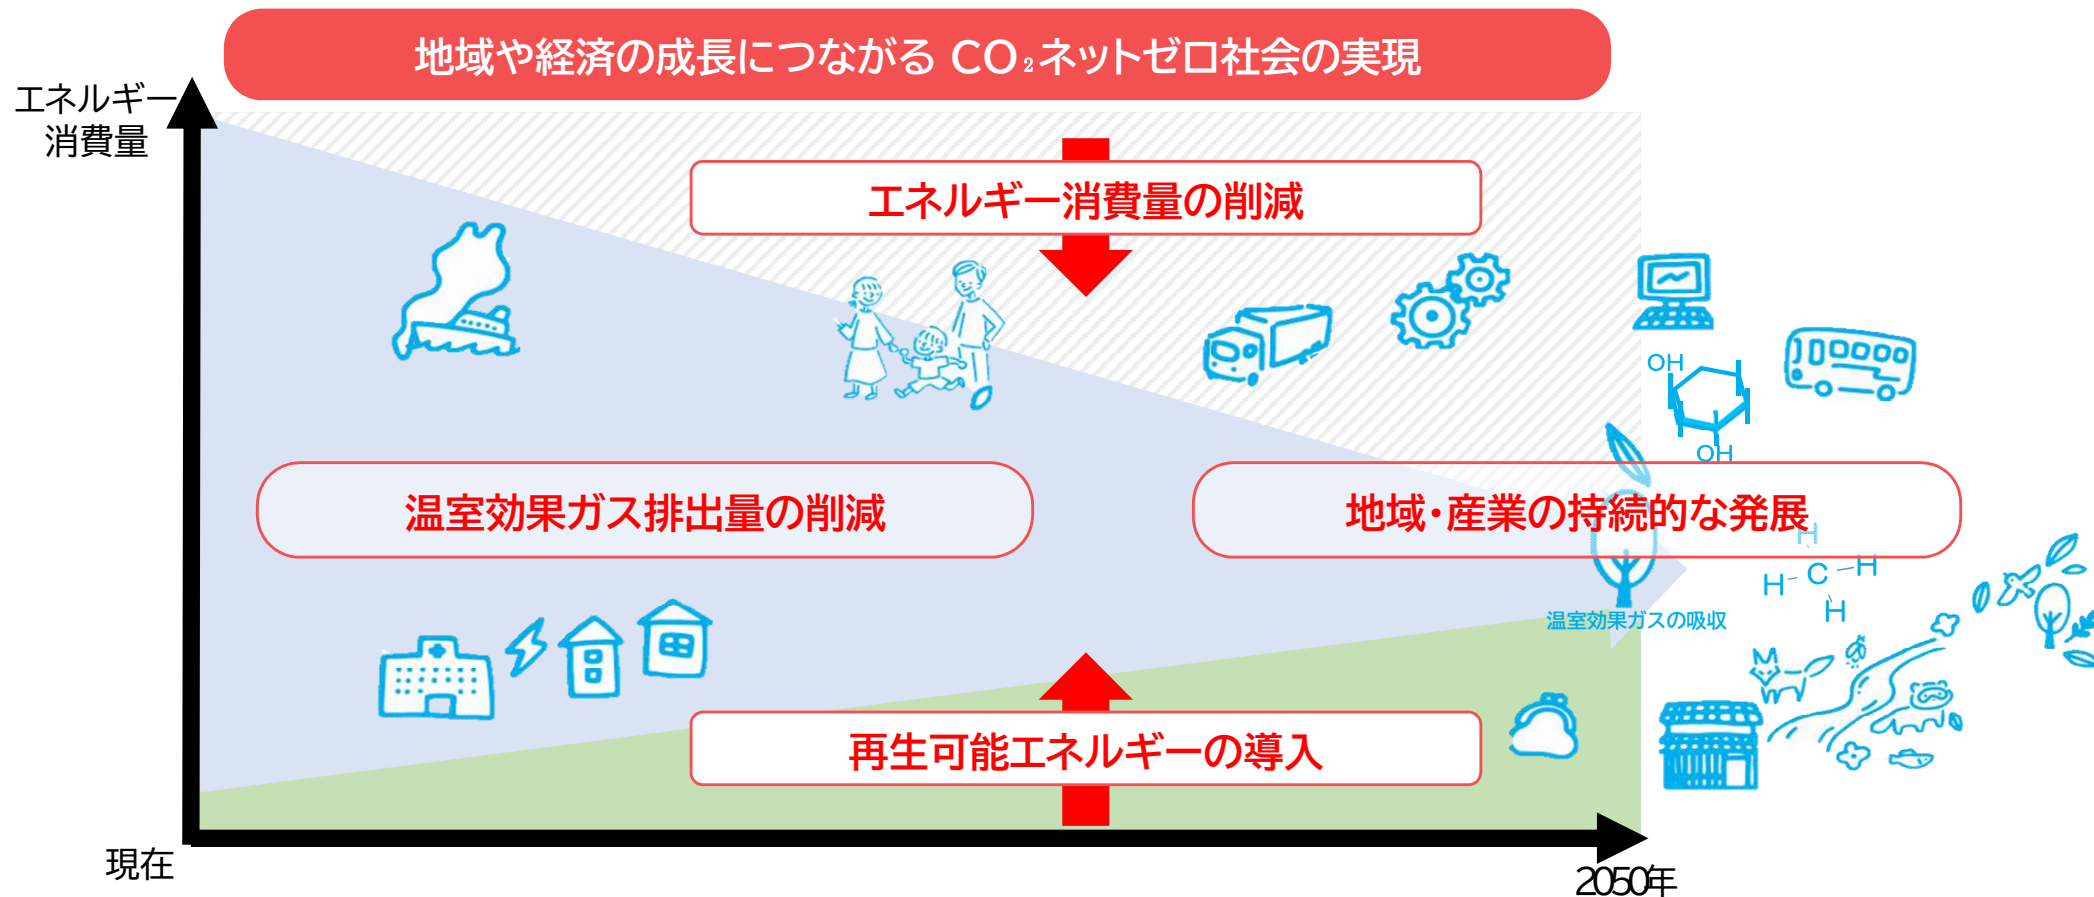 地域や経済の成長につながる CO₂ネットゼロ社会の実現
エネルギー
消費量
エネルギー消費量の削減
OH
OH
温室効果ガス排出量の削減
地域・産業の持続的な発展
H
H C H
H
温室効果ガスの吸収
再生可能エネルギーの導入
現在
2050年